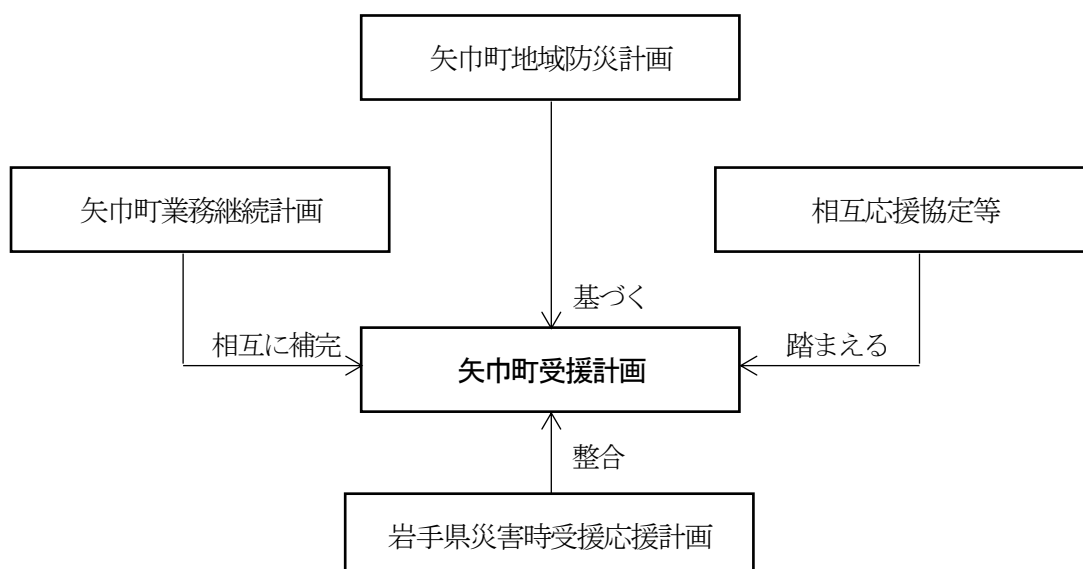 矢巾町地域防災計画
矢巾町業務継続計画
相互応援協定等
基づく
相互に補完
踏まえる
矢巾町受援計画
整合
岩手県災害時受援応援計画